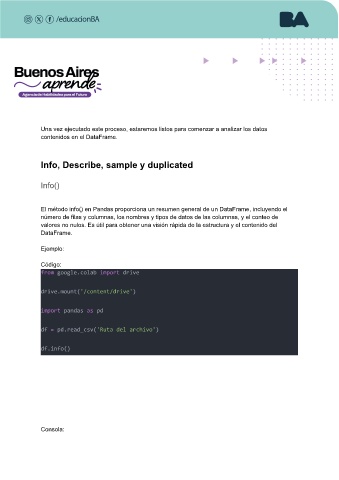 /educacionBA
BA
Buenos Aires
aprende
Agencia de Habilidades para el Futuro
Una vez ejecutado este proceso, estaremos listos para comenzar a analizar los datos
contenidos en el DataFrame.
Info, Describe, sample y duplicated
Info()
El método info() en Pandas proporciona un resumen general de un DataFrame, incluyendo el
número de filas y columnas, los nombres y tipos de datos de las columnas, y el conteo de
valores no nulos. Es útil para obtener una visión rápida de la estructura y el contenido del
DataFrame.
Ejemplo:
Código:
from google.colab import drive
drive.mount("/content/drive")
import pandas as pd
df = pd.read_csv("Ruta del archivo")
df.info()
Consola: